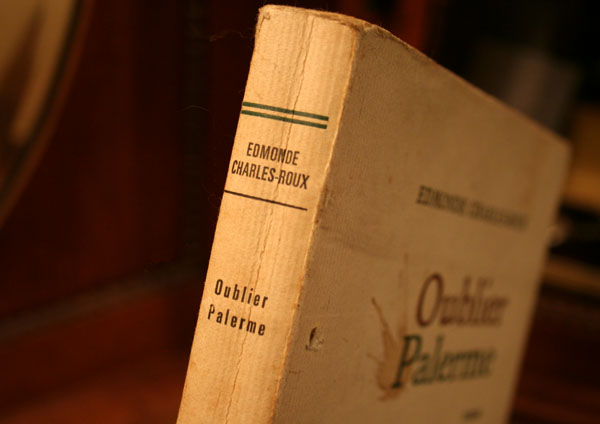 EDMONDE
CHARLES-ROUX
Oublier
Palerme
EDMONDE CHARLES-ROUX
Oublier
Palerme